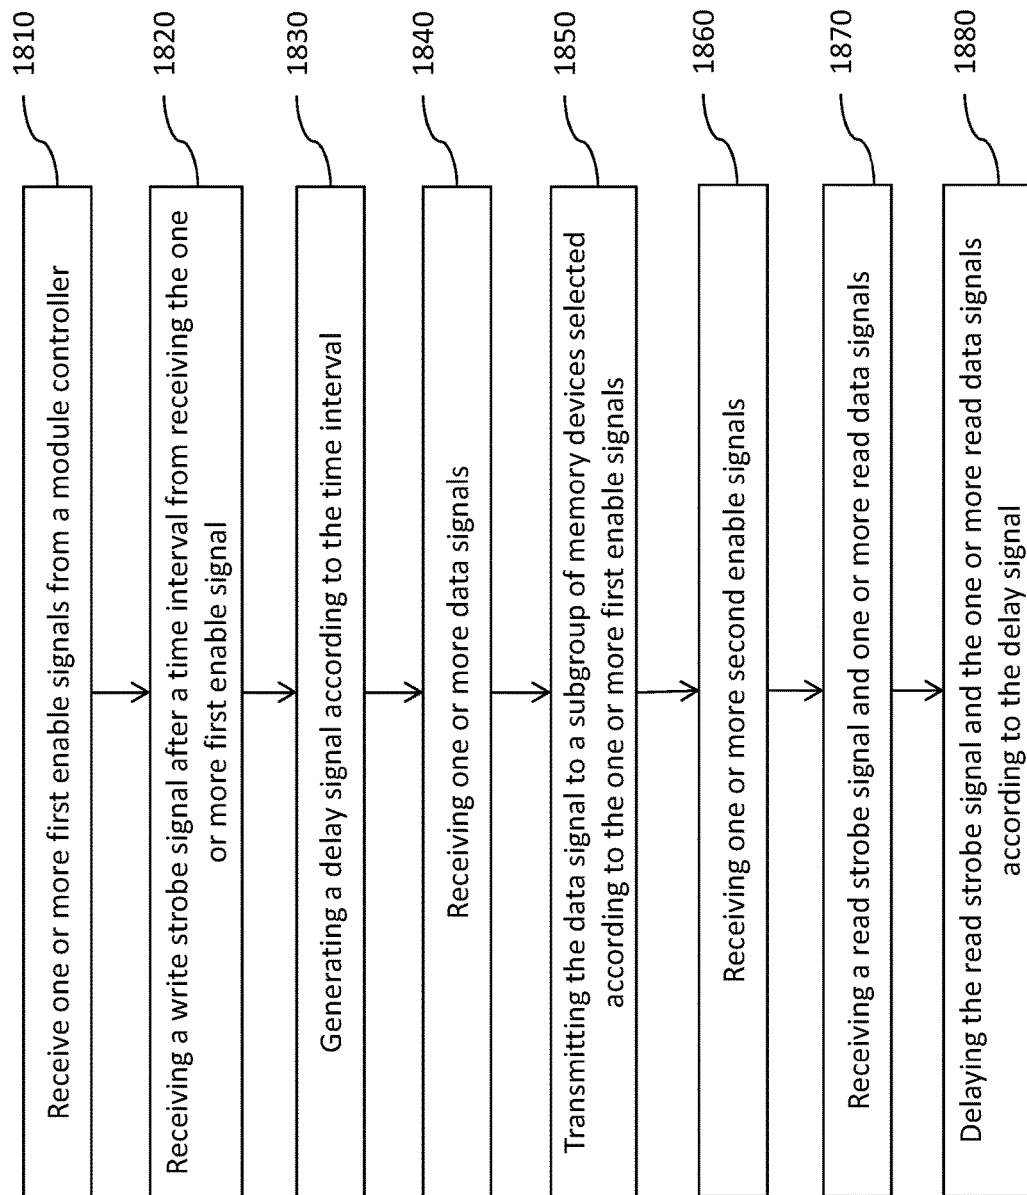 Receive one or more first enable signals from a module controller
1810
Receiving a write strobe signal after a time interval from receiving the one
or more first enable signal
1820
Generating a delay signal according to the time interval
1830
Receiving one or more data signals
1840
Transmitting the data signal to a subgroup of memory devices selected
according to the one or more first enable signals
1850
Receiving one or more second enable signals
1860
Receiving a read strobe signal and one or more read data signals
1870
Delaying the read strobe signal and the one or more read data signals
according to the delay signal
1880